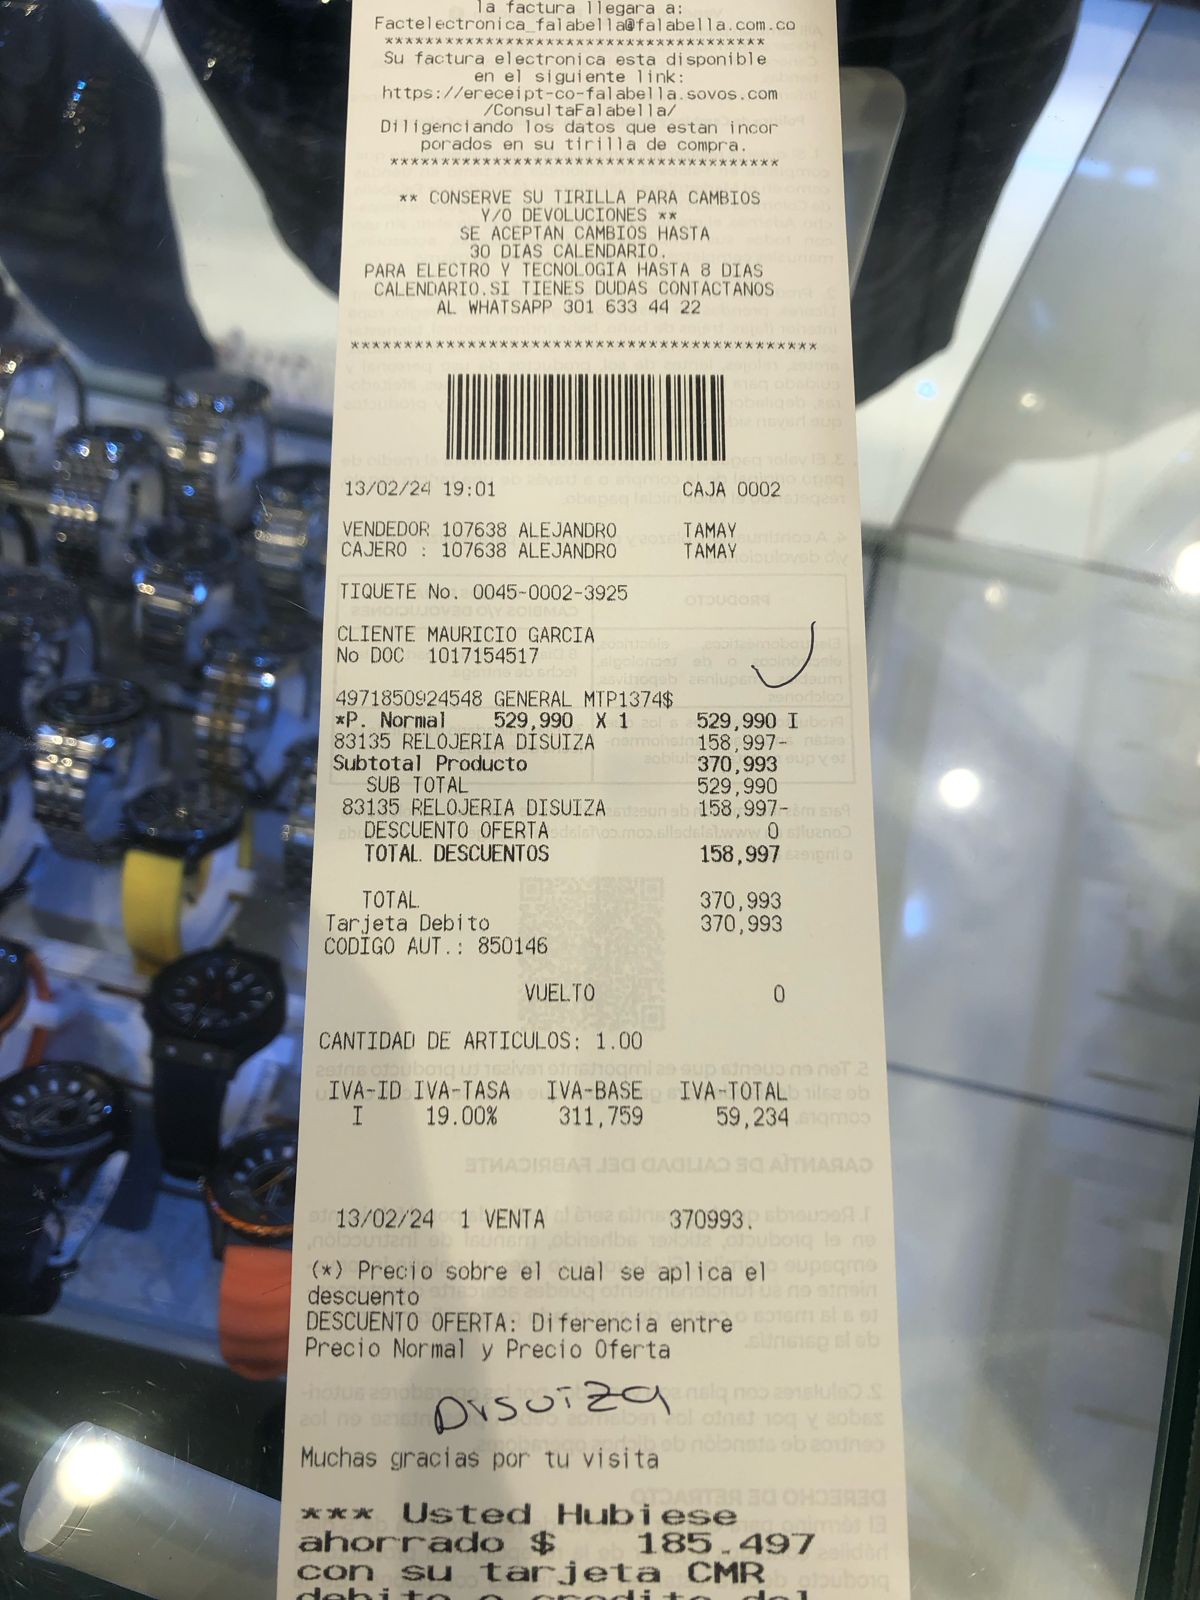 la factura llegara a:
Factelectronica_falabella@falabella.com.co
*************************************
Su factura electronica esta disponible
en el siguiente link:
https://ereceipt-co-falabella.sovos.com
/ConsultaFalabella/
Diligenciando los datos que estan incor
porados en su tirilla de compra.
*************************************
** CONSERVE SU TIRILLA PARA CAMBIOS
Y/O DEVOLUCIONES **
SE ACEPTAN CAMBIOS HASTA
30 DIAS CALENDARIO.
PARA ELECTRO Y TECNOLOGIA HASTA 8 DIAS
CALENDARIO.SI TIENES DUDAS CONTACTANOS
AL WHATSAPP 301 633 44 22
********************************************
13/02/24 19:01 CAJA 0002
VENDEDOR 107638 ALEJANDRO TAMAY
CAJERO : 107638 ALEJANDRO TAMAY
TIQUETE No. 0045-0002-3925
CLIENTE MAURICIO GARCIA
No DOC 1017154517
4971850924548 GENERAL MTP1374$
*P. Normal 529,990 X 1 529,990 I
83135 RELOJERIA DISUIZA 158,997-
Subtotal Producto 370,993
SUB TOTAL 529,990
83135 RELOJERIA DISUIZA 158,997-
DESCUENTO OFERTA 0
TOTAL DESCUENTOS 158,997
TOTAL 370,993
Tarjeta Debito 370,993
CODIGO AUT.: 850146
VUELTO 0
CANTIDAD DE ARTICULOS: 1.00
IVA-ID IVA-TASA IVA-BASE IVA-TOTAL
I 19.00% 311,759 59,234
13/02/24 1 VENTA 370993.
(*) Precio sobre el cual se aplica el
descuento
DESCUENTO OFERTA: Diferencia entre
Precio Normal y Precio Oferta
DISUIZA
Muchas gracias por tu visita
*** Usted Hubiese
ahorrado $ 185.497
con su tarjeta CMR
debito o credito del